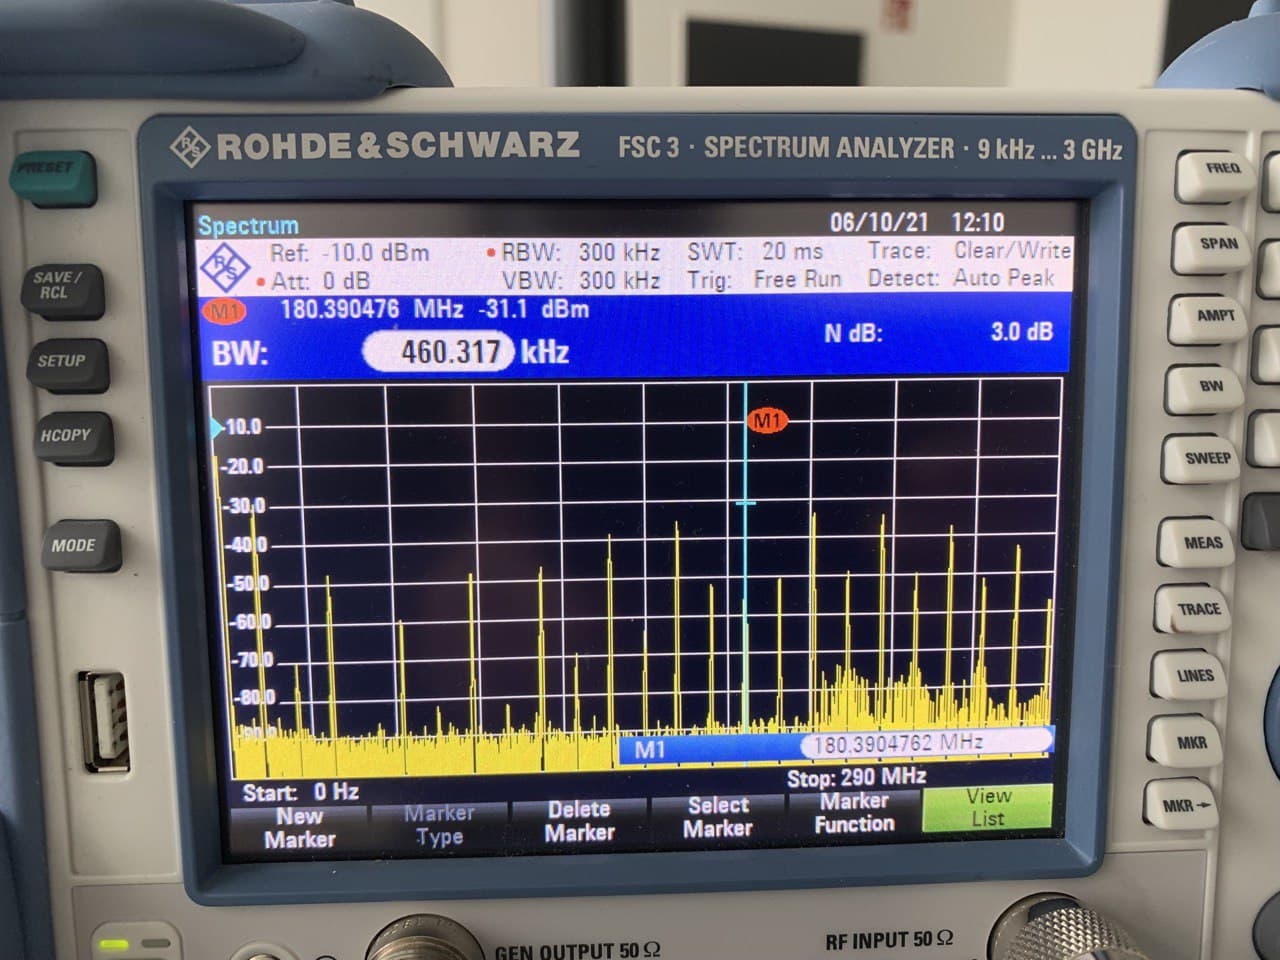 ROHDE&SCHWARZ FSC 3 · SPECTRUM ANALYZER · 9 kHz ... 3 GHz
PRESET
SAVE /
RCL
SETUP
HCOPY
MODE
Spectrum 06/10/21 12:10
R/S
Ref: -10.0 dBm RBW: 300 kHz SWT: 20 ms Trace: Clear/Write
Att: 0 dB VBW: 300 kHz Trig: Free Run Detect: Auto Peak
M1 180.390476 MHz -31.1 dBm
BW: 460.317 kHz N dB: 3.0 dB
M1
-10.0
-20.0
-30.0
-40.0
-50.0
-60.0
-70.0
-80.0
M1 180.3904762 MHz
Start: 0 Hz Stop: 290 MHz
New
Marker
Marker
Type
Delete
Marker
Select
Marker
Marker
Function
View
List
FREQ
SPAN
AMPT
BW
SWEEP
MEAS
TRACE
LINES
MKR
MKR→
GEN OUTPUT 50 Ω
RF INPUT 50 Ω